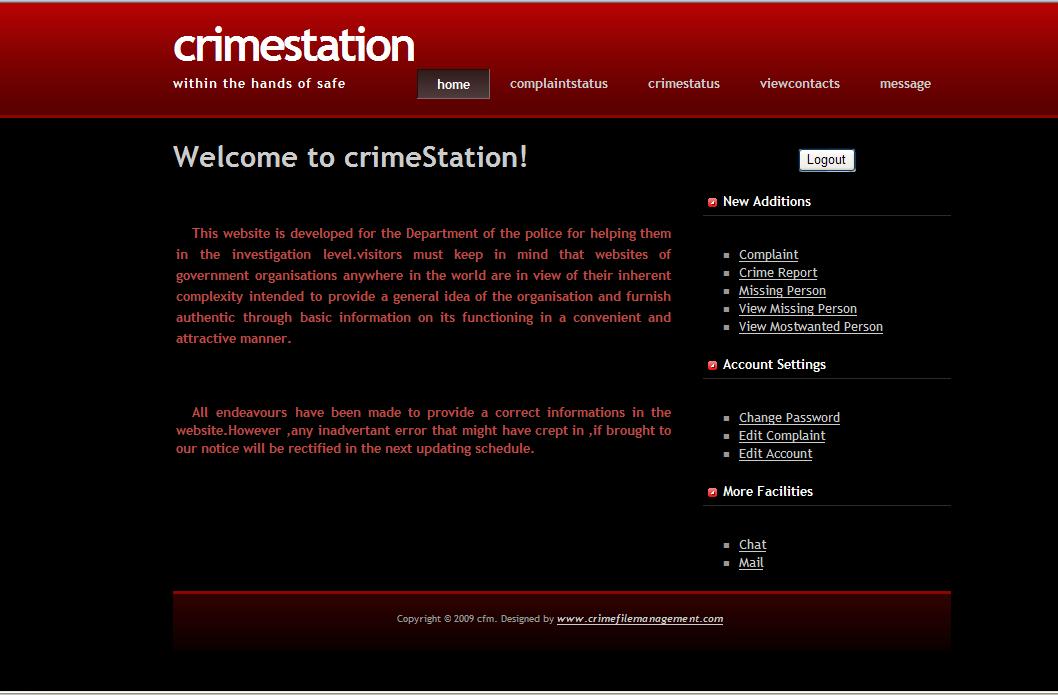 crimestation
within the hands of safe
home complaintstatus crimestatus viewcontacts message
Welcome to crimeStation!
Logout
This website is developed for the Department of the police for helping them
in the investigation level.visitors must keep in mind that websites of
government organisations anywhere in the world are in view of their inherent
complexity intended to provide a general idea of the organisation and furnish
authentic through basic information on its functioning in a convenient and
attractive manner.
All endeavours have been made to provide a correct informations in the
website.However ,any inadvertant error that might have crept in ,if brought to
our notice will be rectified in the next updating schedule.
New Additions
Complaint
Crime Report
Missing Person
View Missing Person
View Mostwanted Person
Account Settings
Change Password
Edit Complaint
Edit Account
More Facilities
Chat
Mail
Copyright © 2009 cfm. Designed by www.crimefilemanagement.com